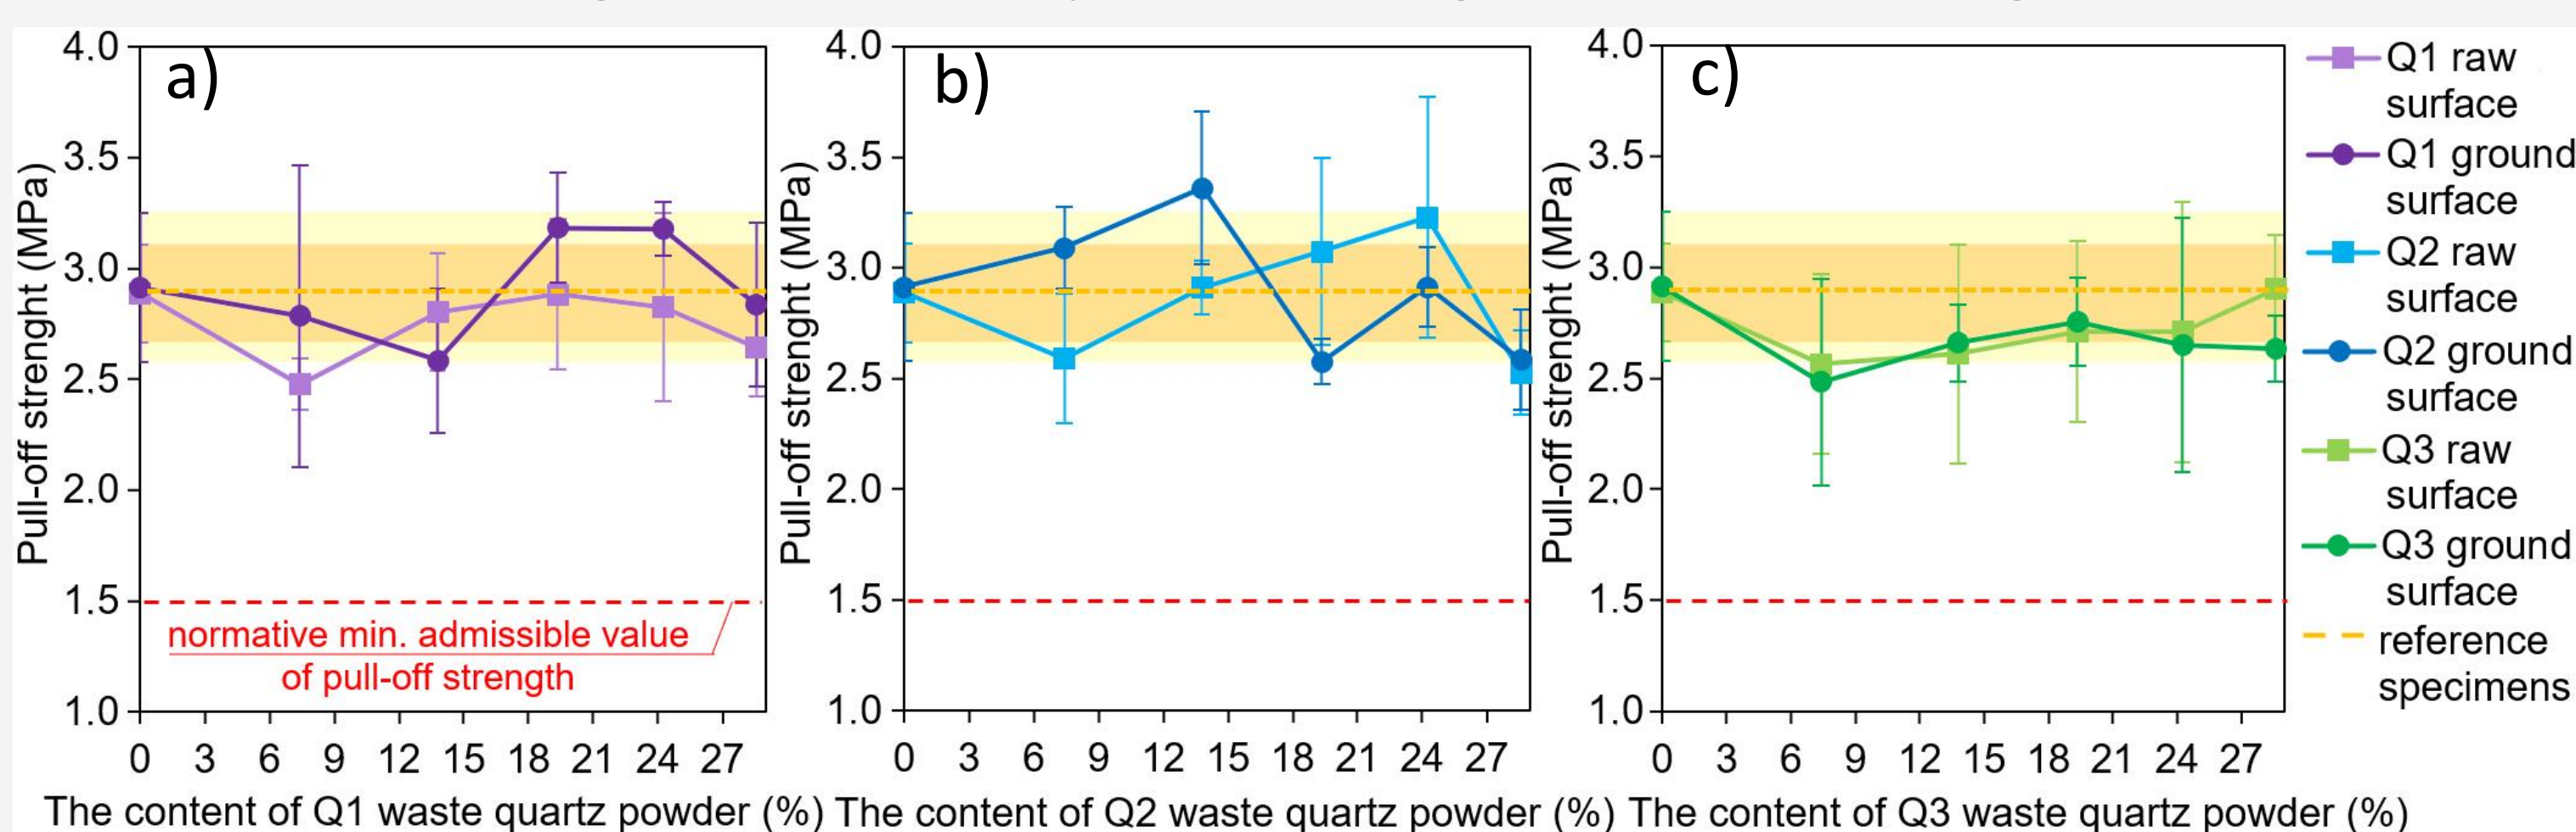 a)
4.0
3.5
3.0
2.5
2.0
1.5
1.0
Pull-off strenght (MPa)
normative min. admissible value
of pull-off strength
0 3 6 9 12 15 18 21 24 27
The content of Q1 waste quartz powder (%)
b)
4.0
3.5
3.0
2.5
2.0
1.5
1.0
Pull-off strenght (MPa)
0 3 6 9 12 15 18 21 24 27
The content of Q2 waste quartz powder (%)
c)
4.0
3.5
3.0
2.5
2.0
1.5
1.0
Pull-off strenght (MPa)
0 3 6 9 12 15 18 21 24 27
The content of Q3 waste quartz powder (%)
Q1 raw
surface
Q1 ground
surface
Q2 raw
surface
Q2 ground
surface
Q3 raw
surface
Q3 ground
surface
reference
specimens